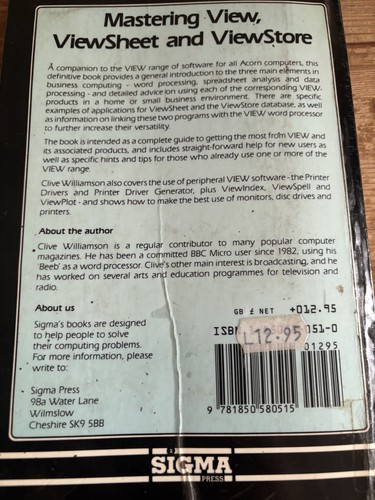 Mastering View,
ViewSheet and ViewStore
A companion to the VIEW range of software for all Acorn computers, this
definitive book provides a general introduction to the three main elements in
business computing - word processing, spreadsheet analysis and data
processing - and detailed advice on using each of the corresponding VIEW
products in a home or small business environment. There are specific
examples of applications for ViewSheet and the ViewStore database, as well
as information on linking these two programs with the VIEW word processor
to further increase their versatility.
The book is intended as a complete guide to getting the most from VIEW and
its associated products, and includes straight-forward help for new users as
well as specific hints and tips for those who already use one or more of the
VIEW range.
Clive Williamson also covers the use of peripheral VIEW software - the Printer
Drivers and Printer Driver Generator, plus ViewIndex, ViewSpell and
ViewPlot - and shows how to make the best use of monitors, disc drives and
printers.
About the author
Clive Williamson is a regular contributor to many popular computer
magazines. He has been a committed BBC Micro user since 1982, using his
'Beeb' as a word processor. Clive's other main interest is broadcasting, and he
has worked on several arts and education programmes for television and
radio.
About us
Sigma's books are designed
to help people to solve
their computing problems.
For more information, please
write to:
Sigma Press
98a Water Lane
Wilmslow
Cheshire SK9 5BB
GB £ NET +012.95
ISBN 051-0
L12.95
01295
9 781850 580515
SIGMA
PRESS